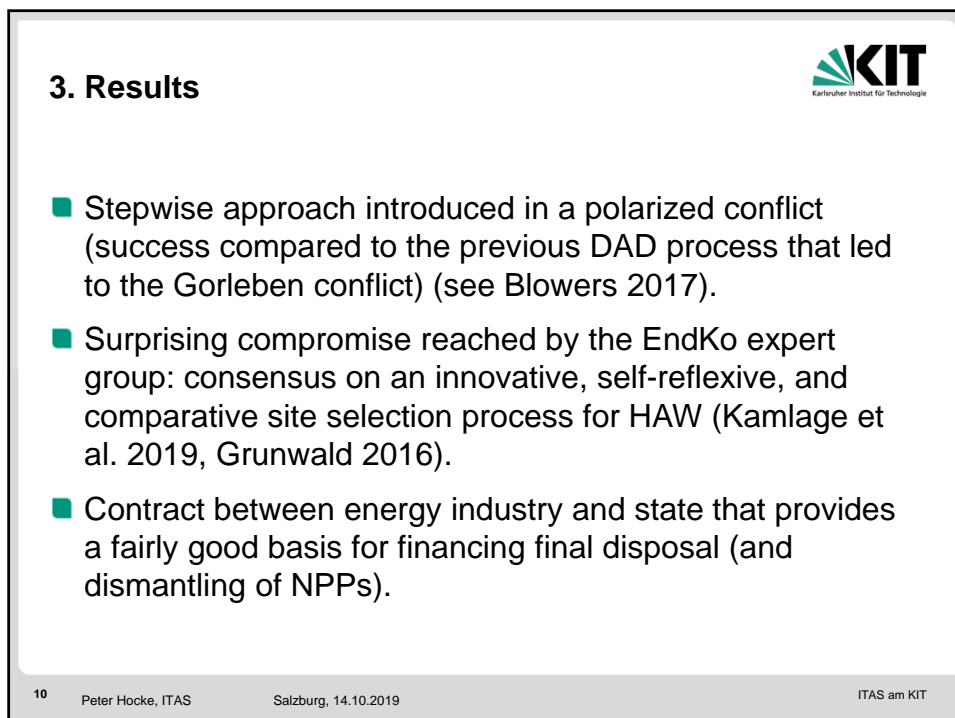 3. Results
KIT
Karlsruher Institut für Technologie
Stepwise approach introduced in a polarized conflict
(success compared to the previous DAD process that led
to the Gorleben conflict) (see Blowers 2017).
Surprising compromise reached by the EndKo expert
group: consensus on an innovative, self-reflexive, and
comparative site selection process for HAW (Kamlage et
al. 2019, Grunwald 2016).
Contract between energy industry and state that provides
a fairly good basis for financing final disposal (and
dismantling of NPPs).
10 Peter Hocke, ITAS Salzburg, 14.10.2019 ITAS am KIT